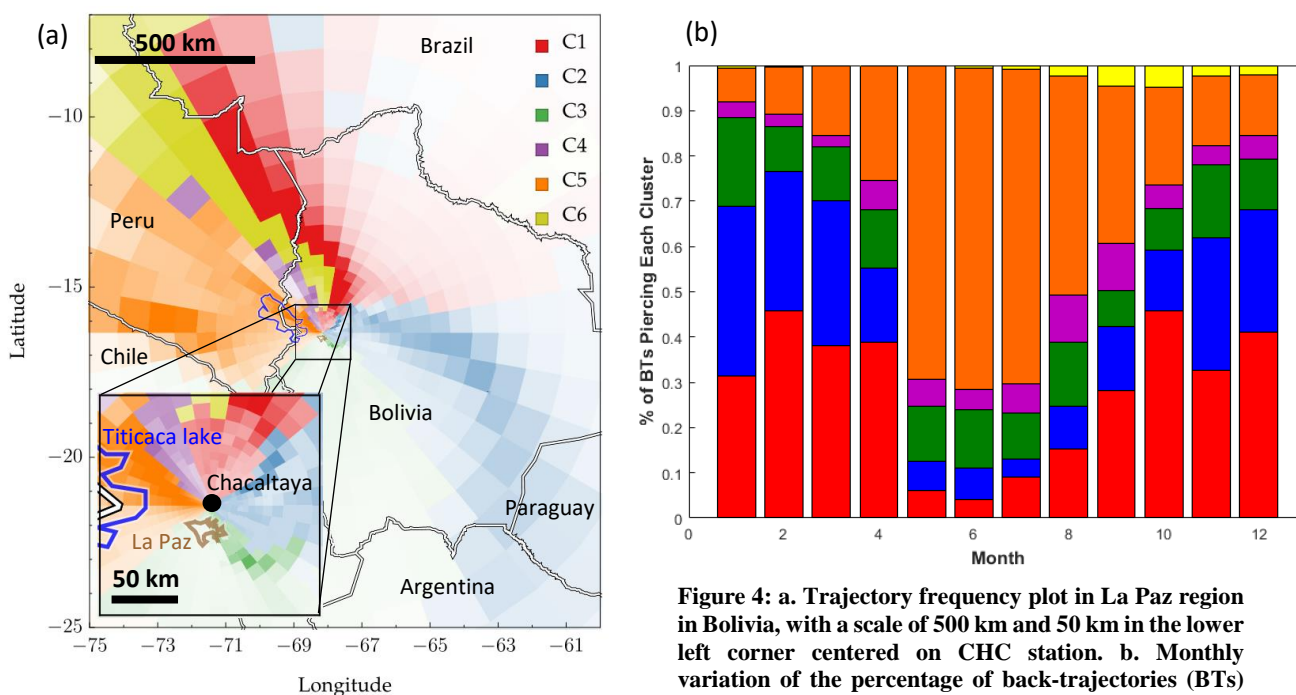 (a)
500 km
Brazil
C1
C2
C3
C4
C5
C6
Peru
Chile
Bolivia
Titicaca lake
Chacaltaya
La Paz
50 km
Paraguay
Argentina
Latitude
−10
−15
−20
−25
−75 −73 −71 −69 −67 −65 −63 −61
Longitude
(b)
% of BTs Piercing Each Cluster
1
0.9
0.8
0.7
0.6
0.5
0.4
0.3
0.2
0.1
0
0 2 4 6 8 10 12
Month
Figure 4: a. Trajectory frequency plot in La Paz region
in Bolivia, with a scale of 500 km and 50 km in the lower
left corner centered on CHC station. b. Monthly
variation of the percentage of back-trajectories (BTs)